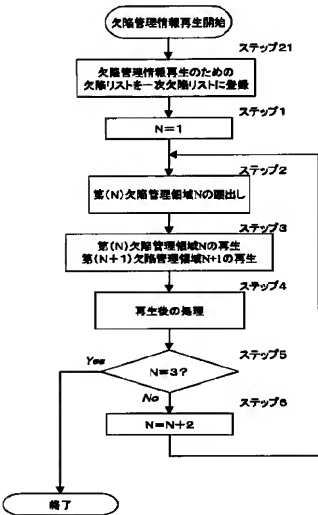 欠陥管理情報再生開始
ステップ21
欠陥管理情報再生のための
欠陥リストを一次欠陥リストに登録
ステップ1
N=1
ステップ2
第(N)欠陥管理領域Nの頭出し
ステップ3
第(N)欠陥管理領域Nの再生
第(N+1)欠陥管理領域N+1の再生
ステップ4
再生後の処理
ステップ5
Yes
N=3?
No
ステップ6
N=N+2
終了